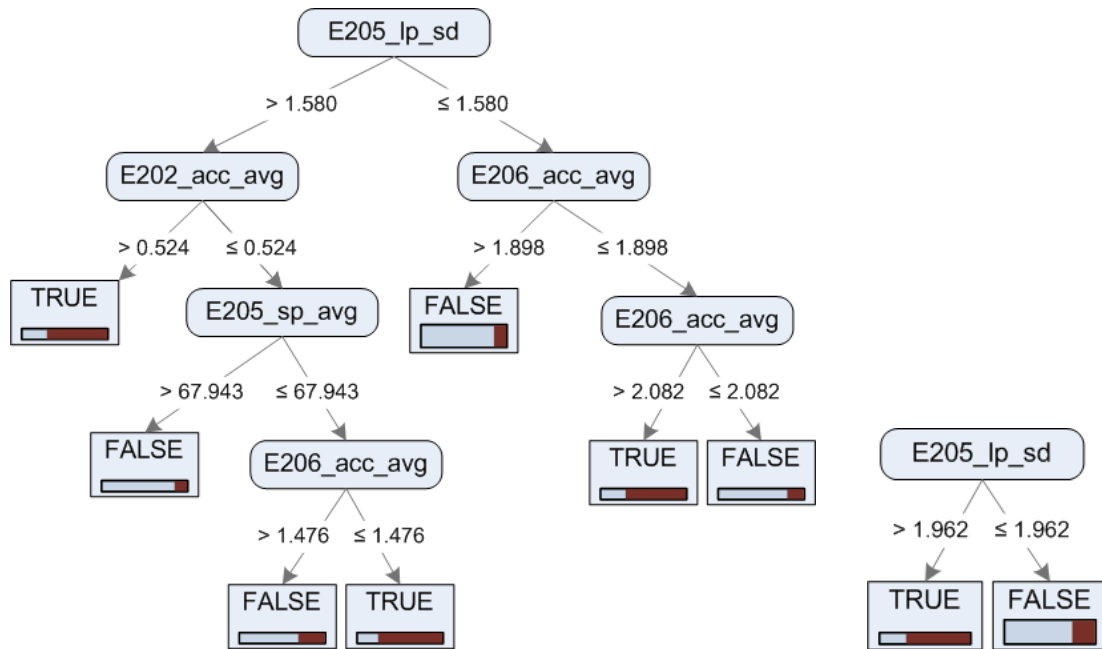 E205_lp_sd
> 1.580
≤ 1.580
E202_acc_avg
E206_acc_avg
> 0.524
≤ 0.524
> 1.898
≤ 1.898
TRUE
E205_sp_avg
FALSE
E206_acc_avg
> 67.943
≤ 67.943
> 2.082
≤ 2.082
FALSE
E206_acc_avg
TRUE
FALSE
E205_lp_sd
> 1.476
≤ 1.476
> 1.962
≤ 1.962
FALSE
TRUE
TRUE
FALSE